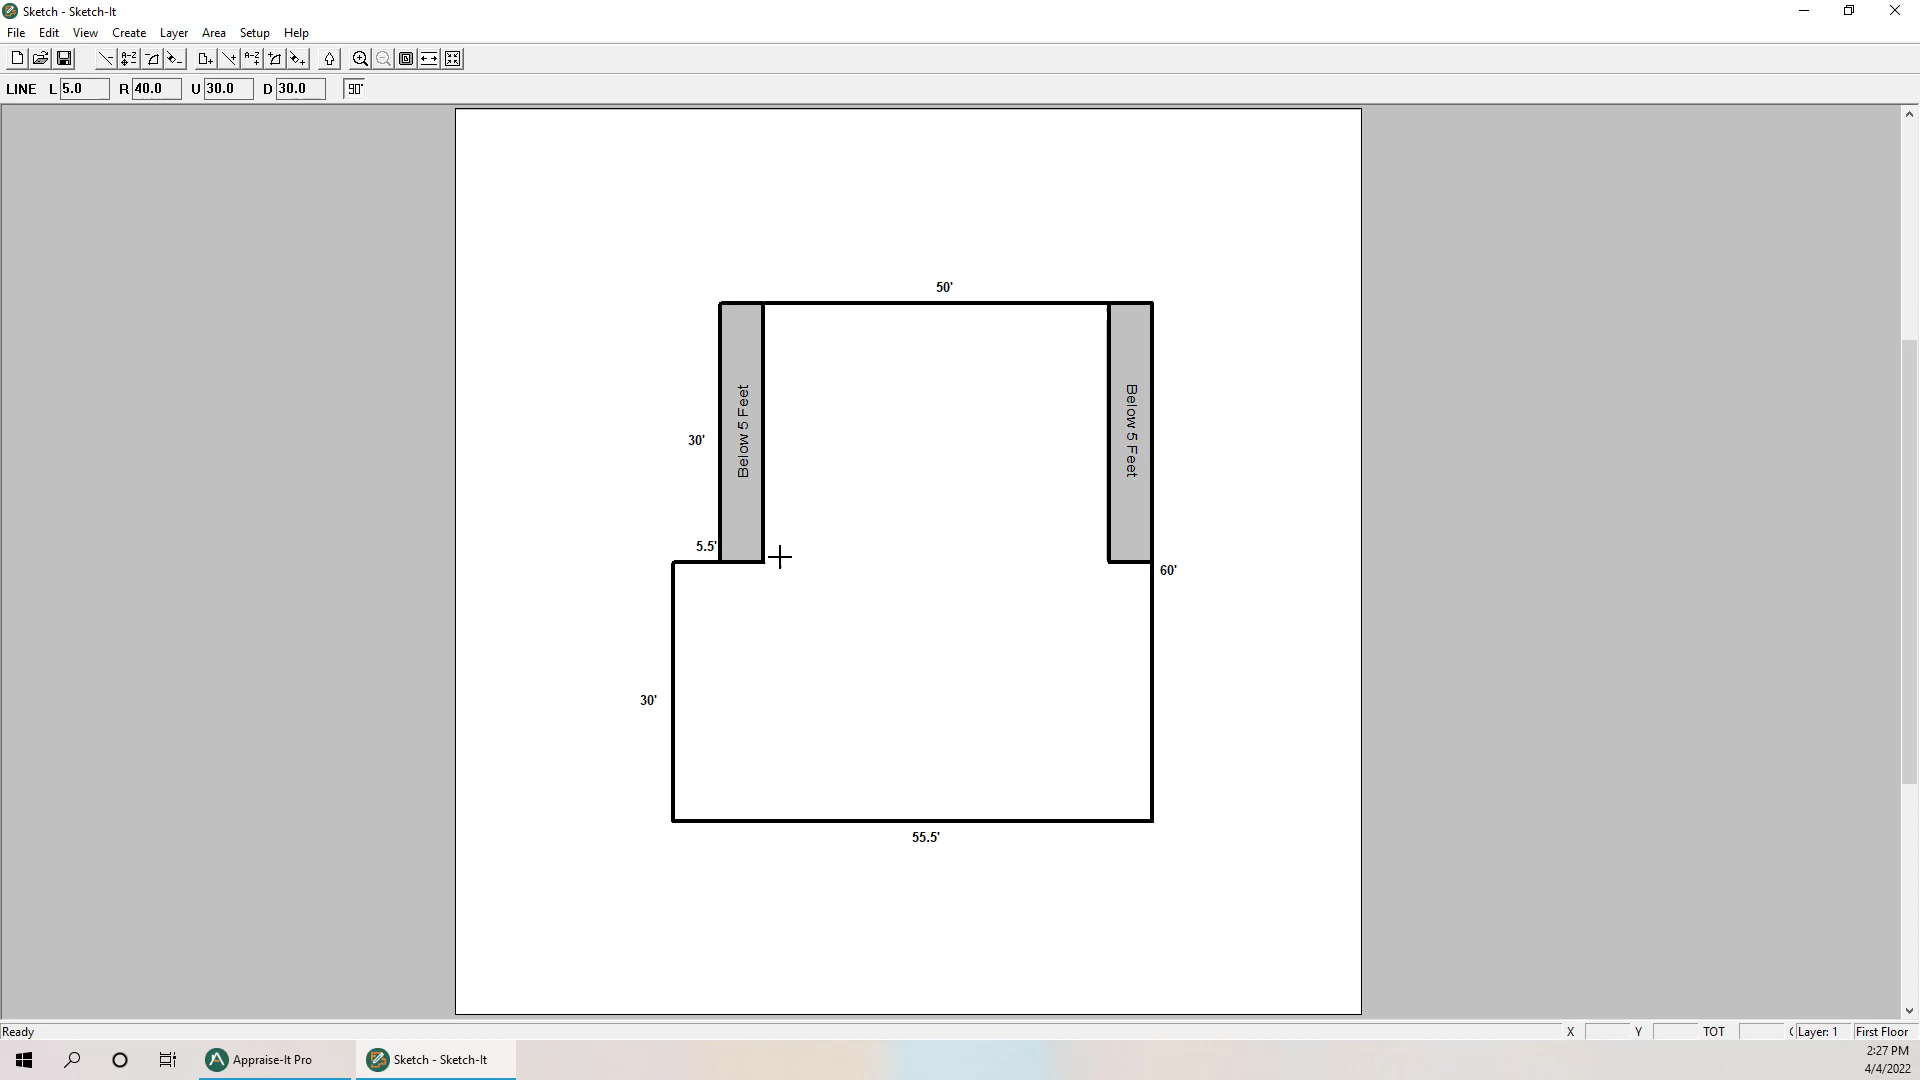 Sketch - Sketch-It
File Edit View Create Layer Area Setup Help
LINE L 5.0 R 40.0 U 30.0 D 30.0 90°
50'
Below 5 Feet
Below 5 Feet
30'
5.5'
60'
30'
55.5'
Ready X Y TOT Layer: 1 First Floor
Appraise-It Pro Sketch - Sketch-It
2:27 PM
4/4/2022